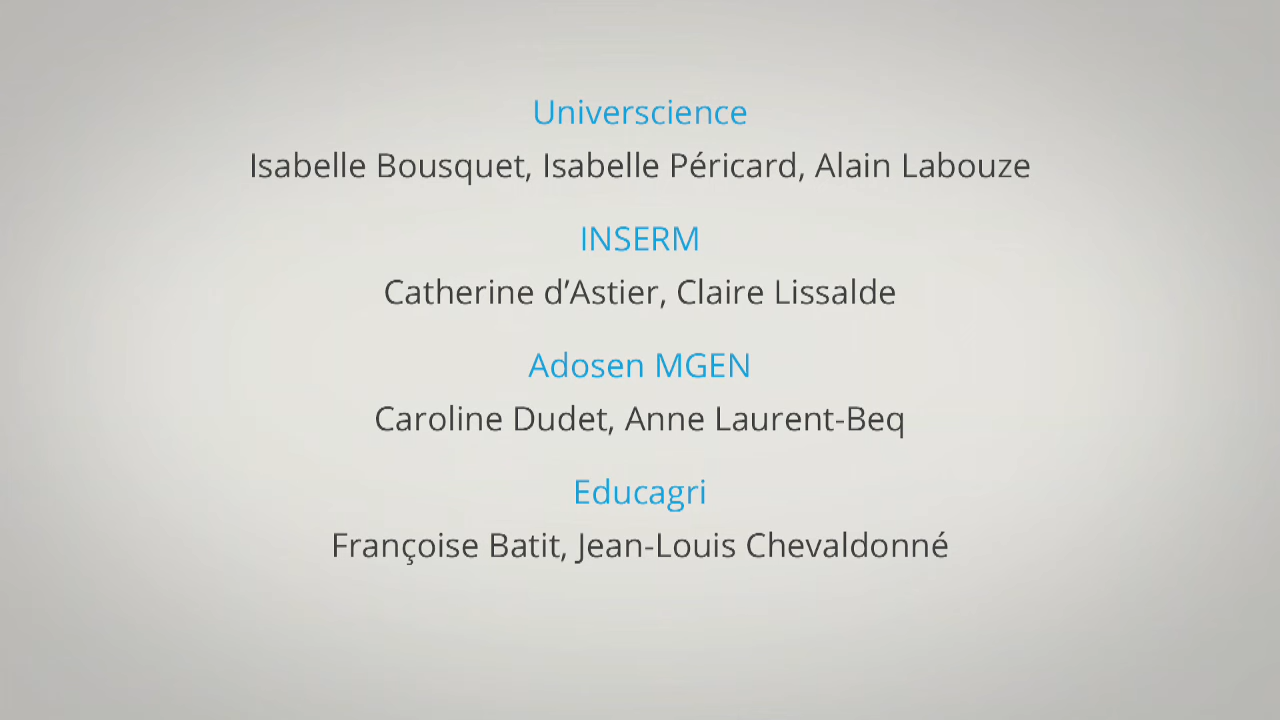 Universcience
Isabelle Bousquet, Isabelle Péricard, Alain Labouze
INSERM
Catherine d’Astier, Claire Lissalde
Adosen MGEN
Caroline Dudet, Anne Laurent-Beq
Educagri
Françoise Batit, Jean-Louis Chevaldonné